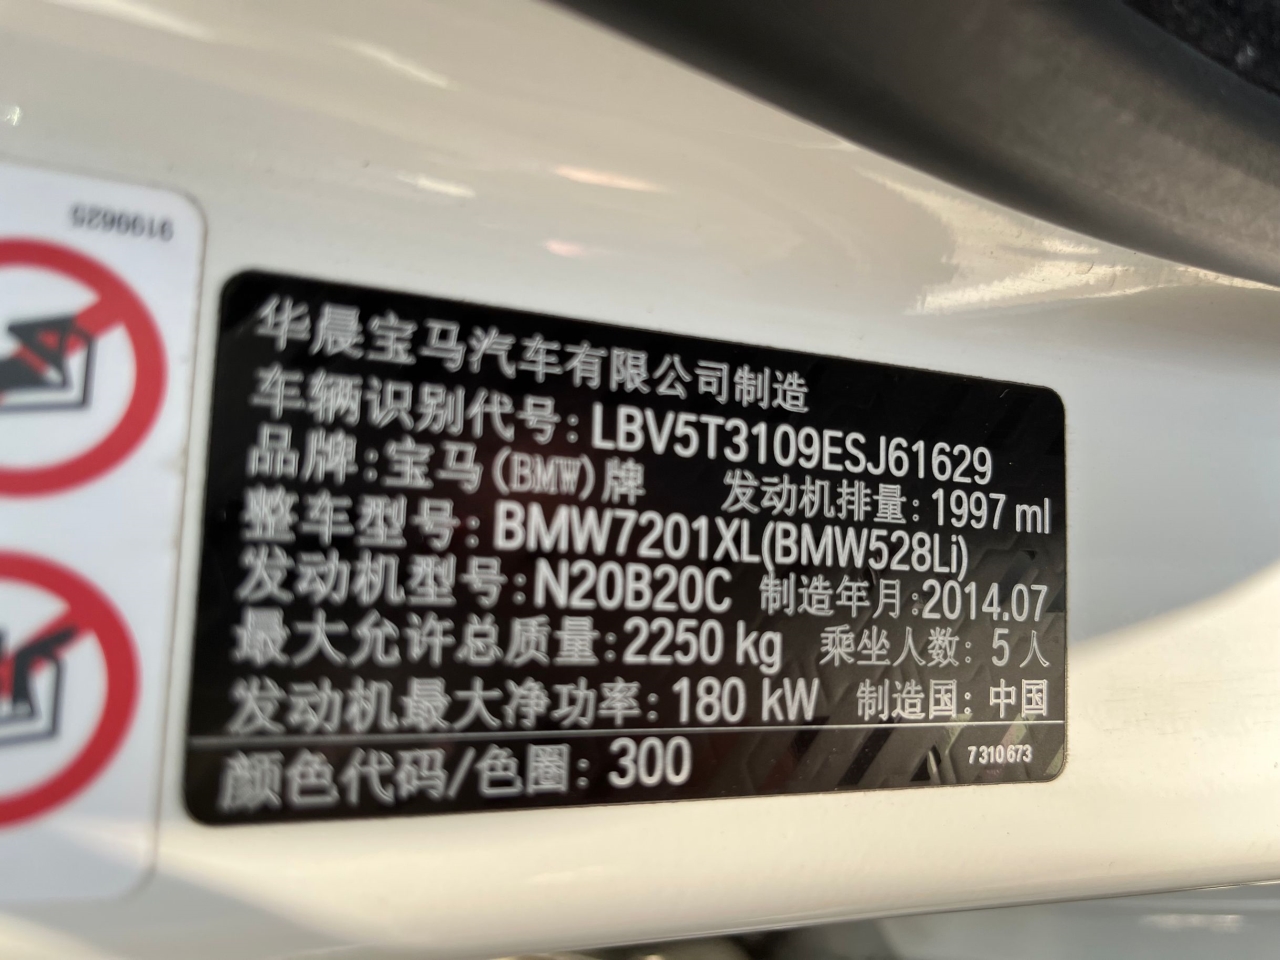 9199625
华晨宝马汽车有限公司制造
车辆识别代号: LBV5T3109ESJ61629
品牌:宝马(BMW)牌 发动机排量: 1997 ml
整车型号: BMW7201XL(BMW528Li)
发动机型号: N20B20C 制造年月:2014.07
最大允许总质量:2250 kg 乘坐人数: 5 人
发动机最大净功率: 180 kW 制造国: 中国
颜色代码/色圈: 300 7 310 673